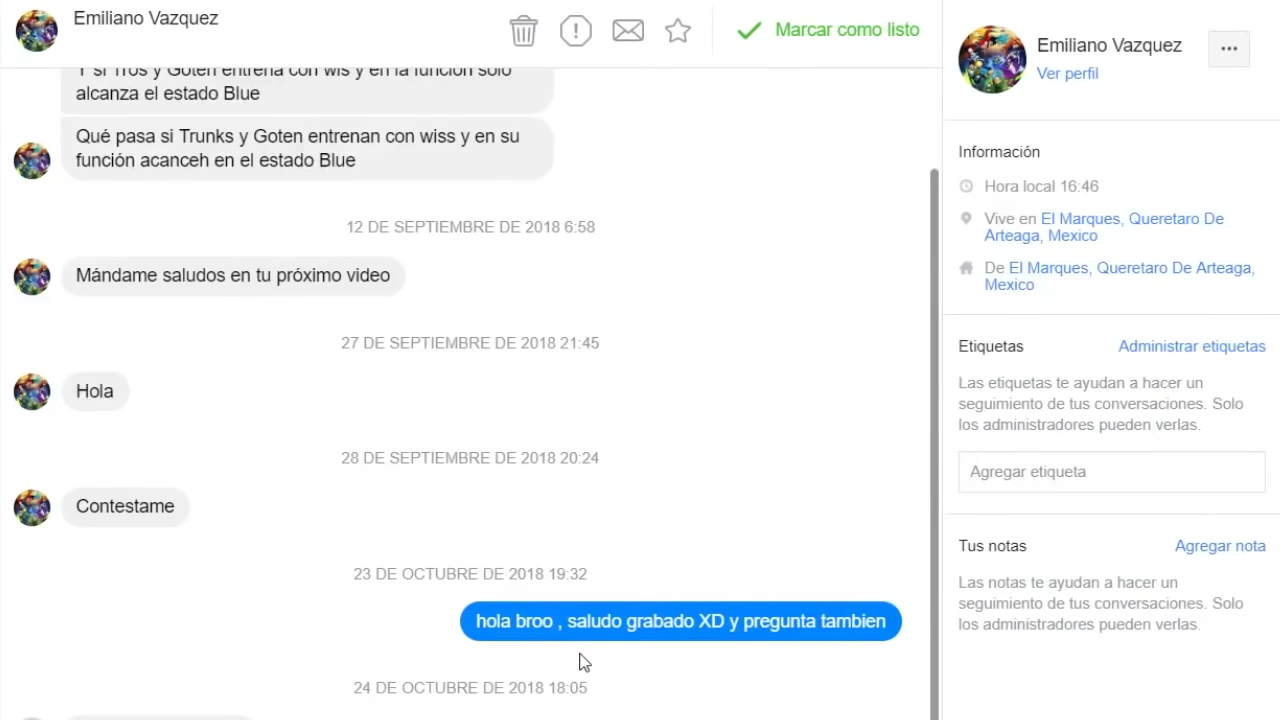 Emiliano Vazquez
Marcar como listo
Y si Tros y Goten entrena con wis y en la función solo
alcanza el estado Blue
Qué pasa si Trunks y Goten entrenan con wiss y en su
función acanceh en el estado Blue
12 DE SEPTIEMBRE DE 2018 6:58
Mándame saludos en tu próximo video
27 DE SEPTIEMBRE DE 2018 21:45
Hola
28 DE SEPTIEMBRE DE 2018 20:24
Contestame
23 DE OCTUBRE DE 2018 19:32
hola broo , saludo grabado XD y pregunta tambien
24 DE OCTUBRE DE 2018 18:05
Emiliano Vazquez
Ver perfil
Información
Hora local 16:46
Vive en El Marques, Queretaro De
Arteaga, Mexico
De El Marques, Queretaro De Arteaga,
Mexico
Etiquetas
Administrar etiquetas
Las etiquetas te ayudan a hacer un
seguimiento de tus conversaciones. Solo
los administradores pueden verlas.
Agregar etiqueta
Tus notas
Agregar nota
Las notas te ayudan a hacer un
seguimiento de tus conversaciones. Solo
los administradores pueden verlas.